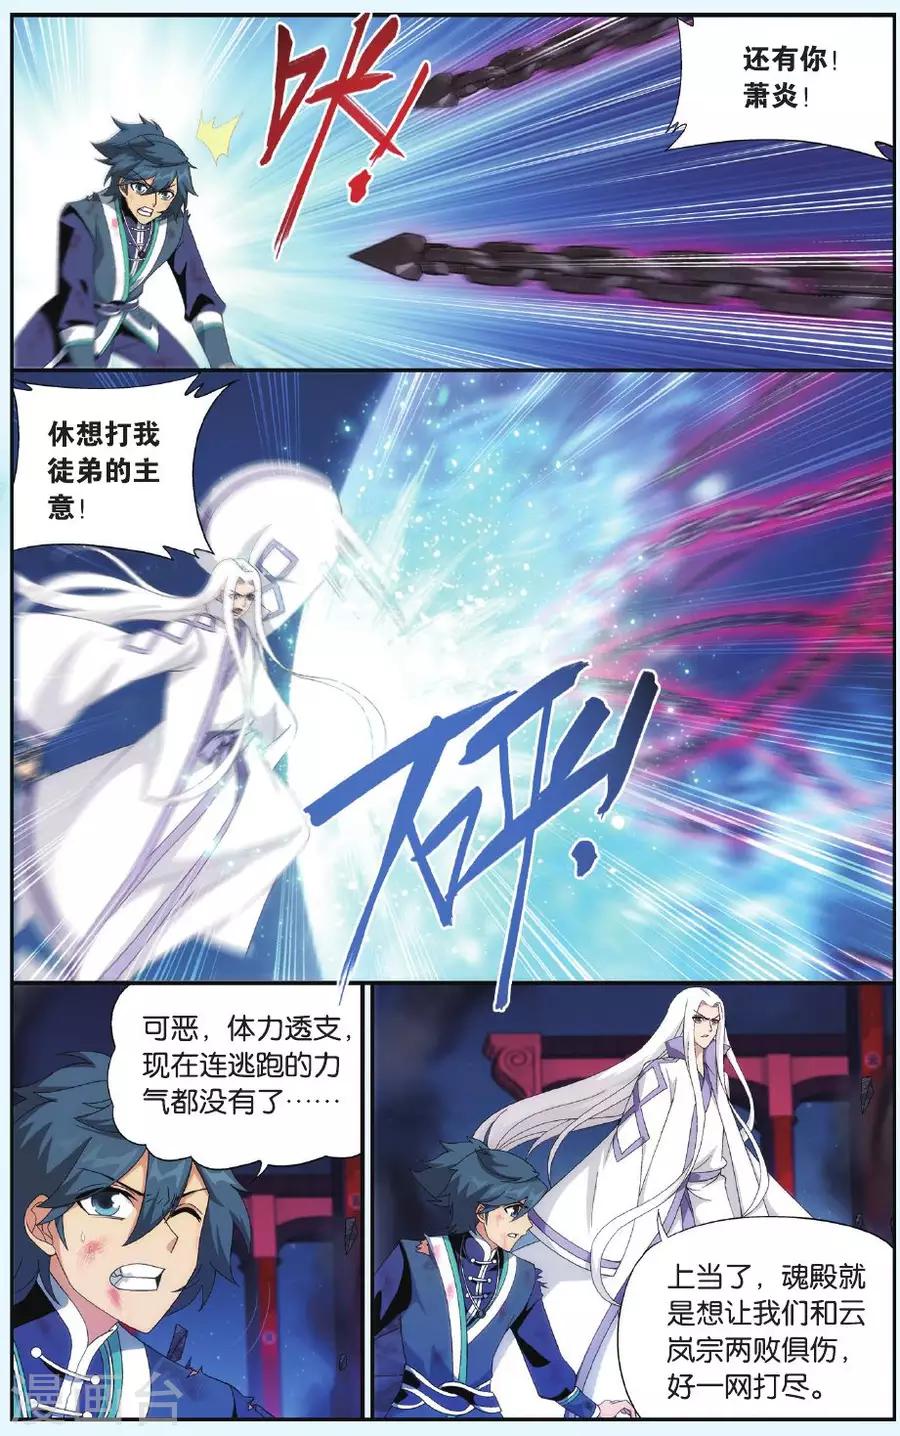 还有你！
萧炎！
咻！
休想打我
徒弟的主
意！
砰！
可恶，体力透支，
现在连逃跑的力
气都没有了……
上当了，魂殿就
是想让我们和云
岚宗两败俱伤，
好一网打尽。
漫画台